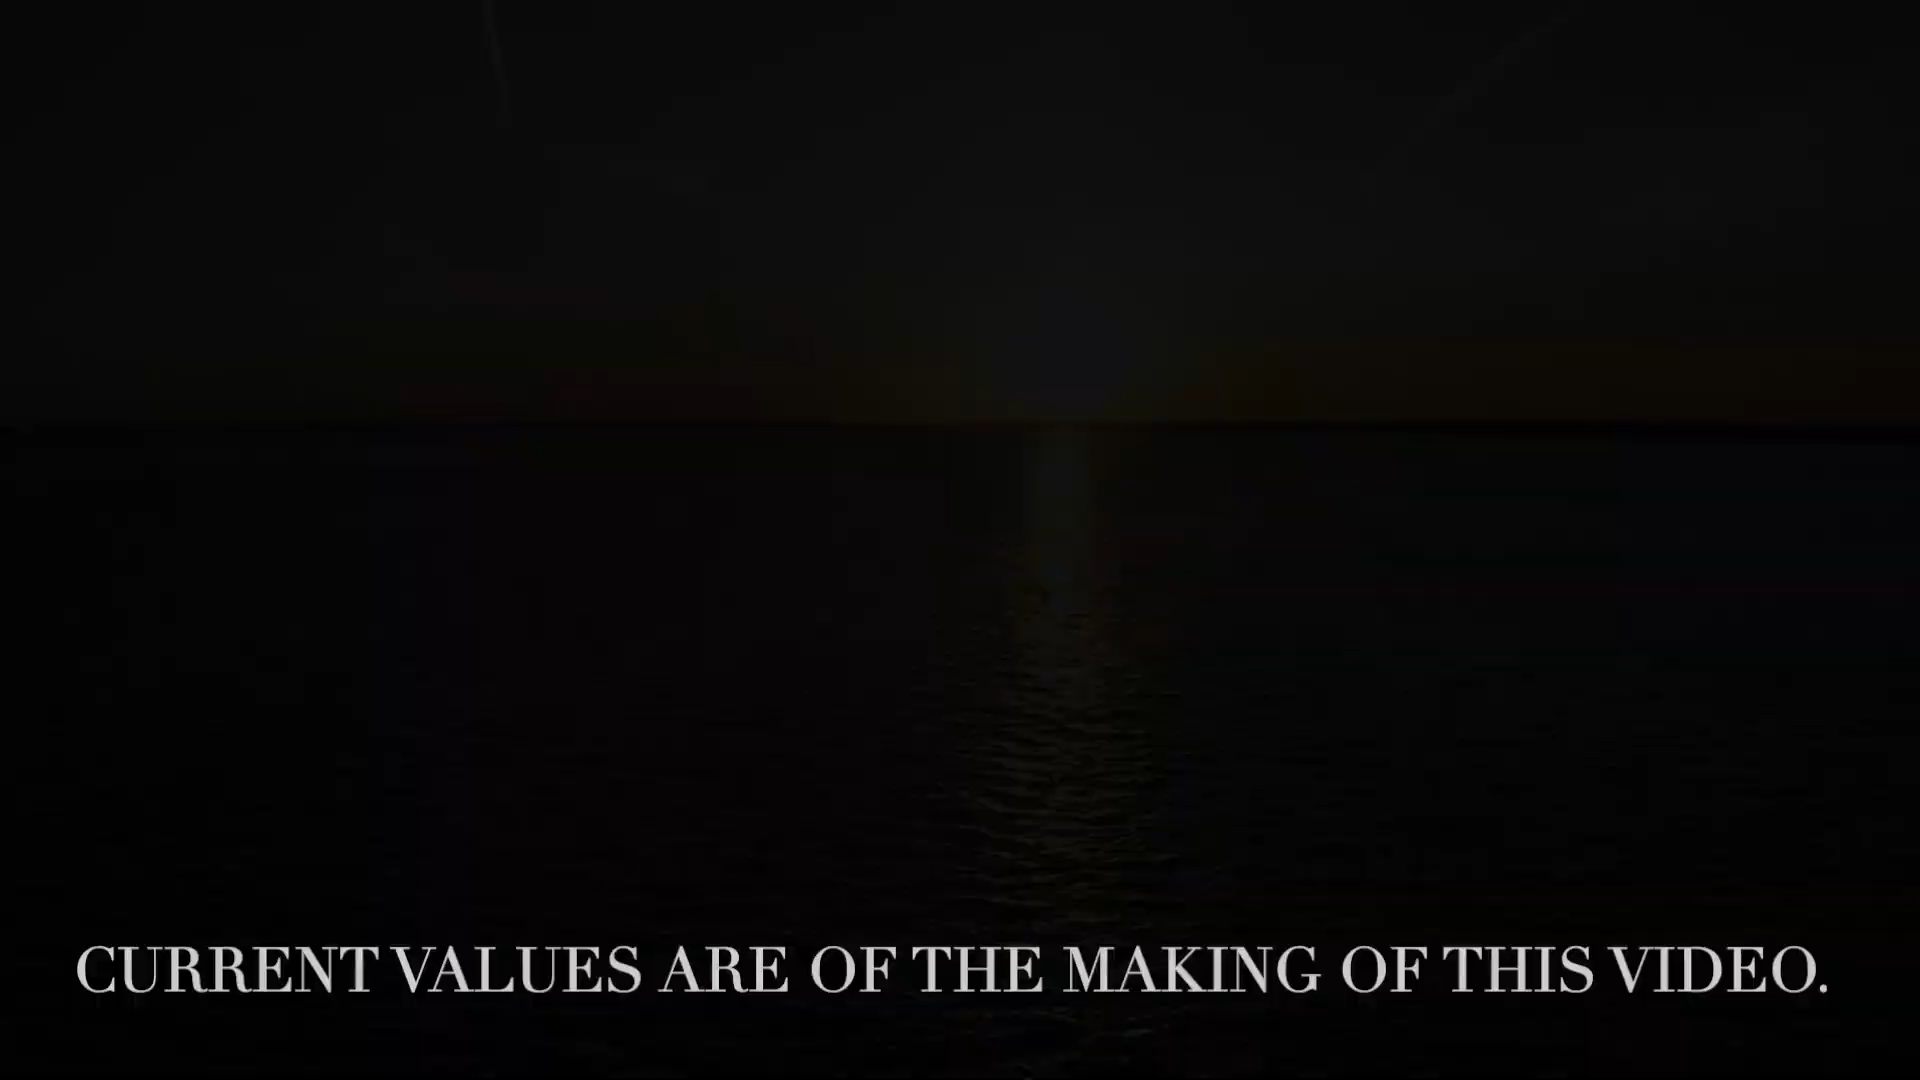 CURRENT VALUES ARE OF THE MAKING OF THIS VIDEO.